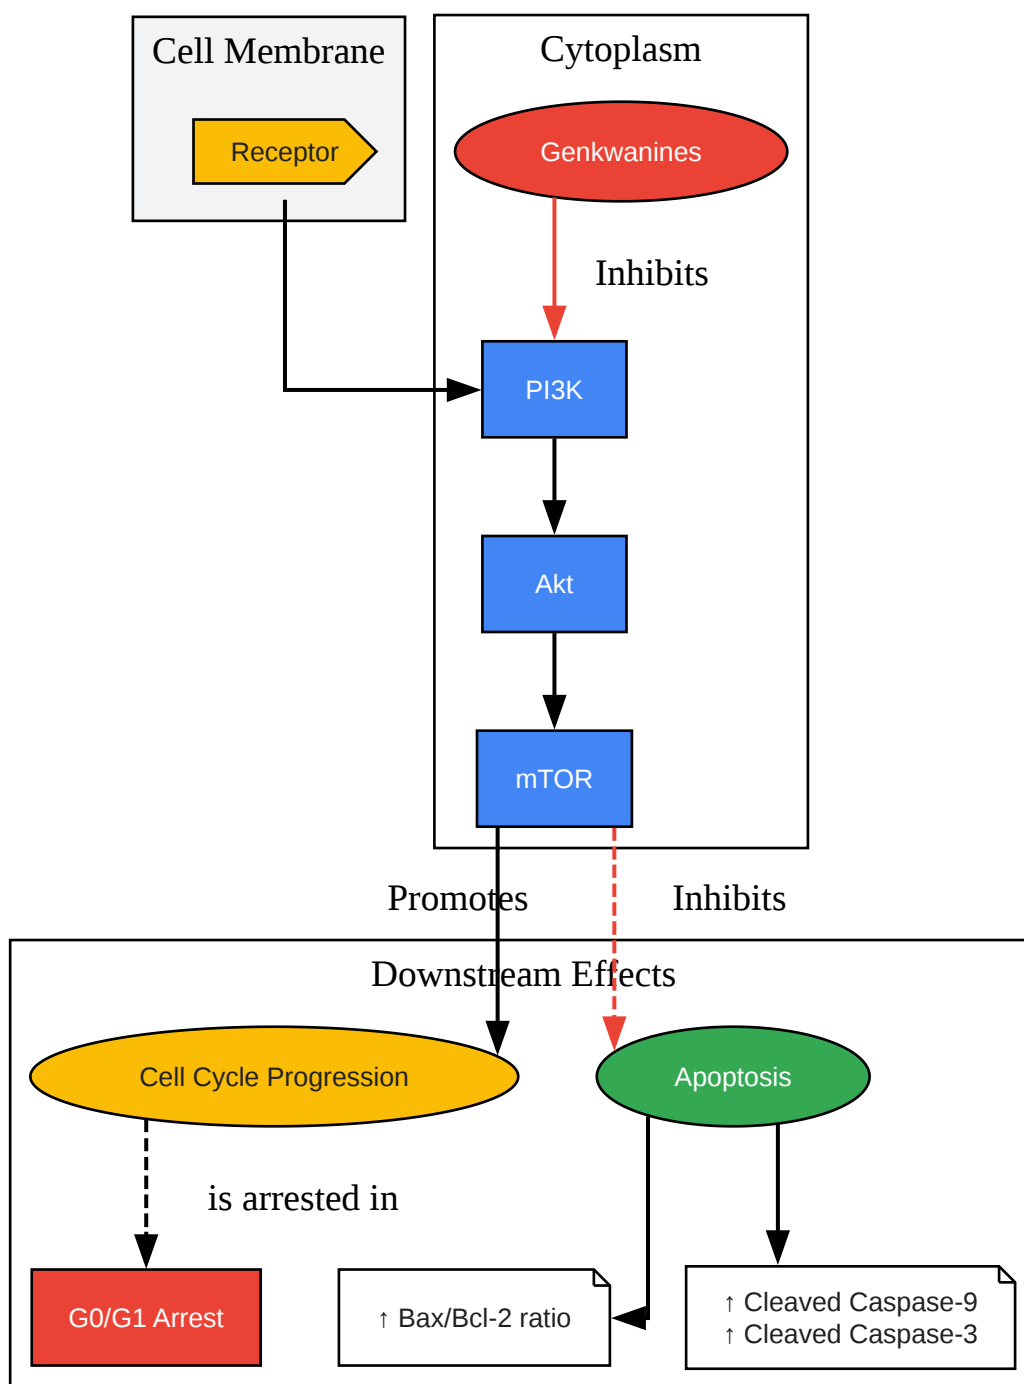 Cell Membrane
Receptor
Cytoplasm
Genkwanines
Inhibits
PI3K
Akt
mTOR
Promotes
Inhibits
Downstream Effects
Cell Cycle Progression
Apoptosis
is arrested in
G0/G1 Arrest
↑ Bax/Bcl-2 ratio
↑ Cleaved Caspase-9
↑ Cleaved Caspase-3